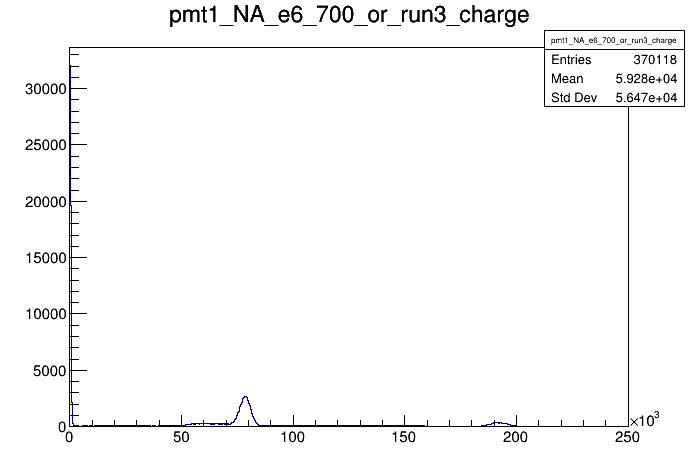 pmt1_NA_e6_700_or_run3_charge
pmt1_NA_e6_700_or_run3_charge
Entries 370118
Mean 5.928e+04
Std Dev 5.647e+04
30000
25000
20000
15000
10000
5000
0
0 50 100 150 200 250
×10³